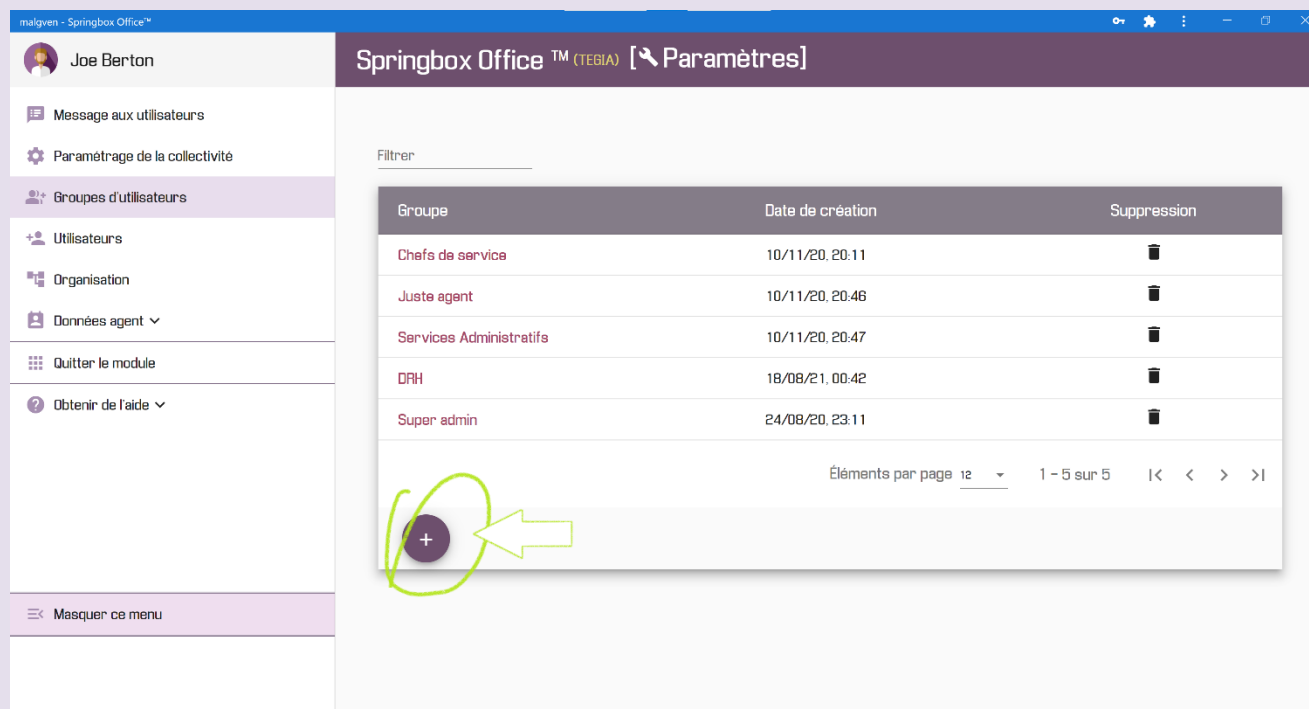 malgven - Springbox Office™
Joe Berton
Springbox Office ™ (TEGIA) [Paramètres]
Message aux utilisateurs
Paramétrage de la collectivité
Groupes d'utilisateurs
Utilisateurs
Organisation
Données agent
Quitter le module
Obtenir de l'aide
Masquer ce menu
Filtrer
Groupe Date de création Suppression
Chefs de service 10/11/20, 20:11
Juste agent 10/11/20, 20:46
Services Administratifs 10/11/20, 20:47
DRH 18/08/21, 00:42
Super admin 24/08/20, 23:11
Éléments par page 12 1 – 5 sur 5
+